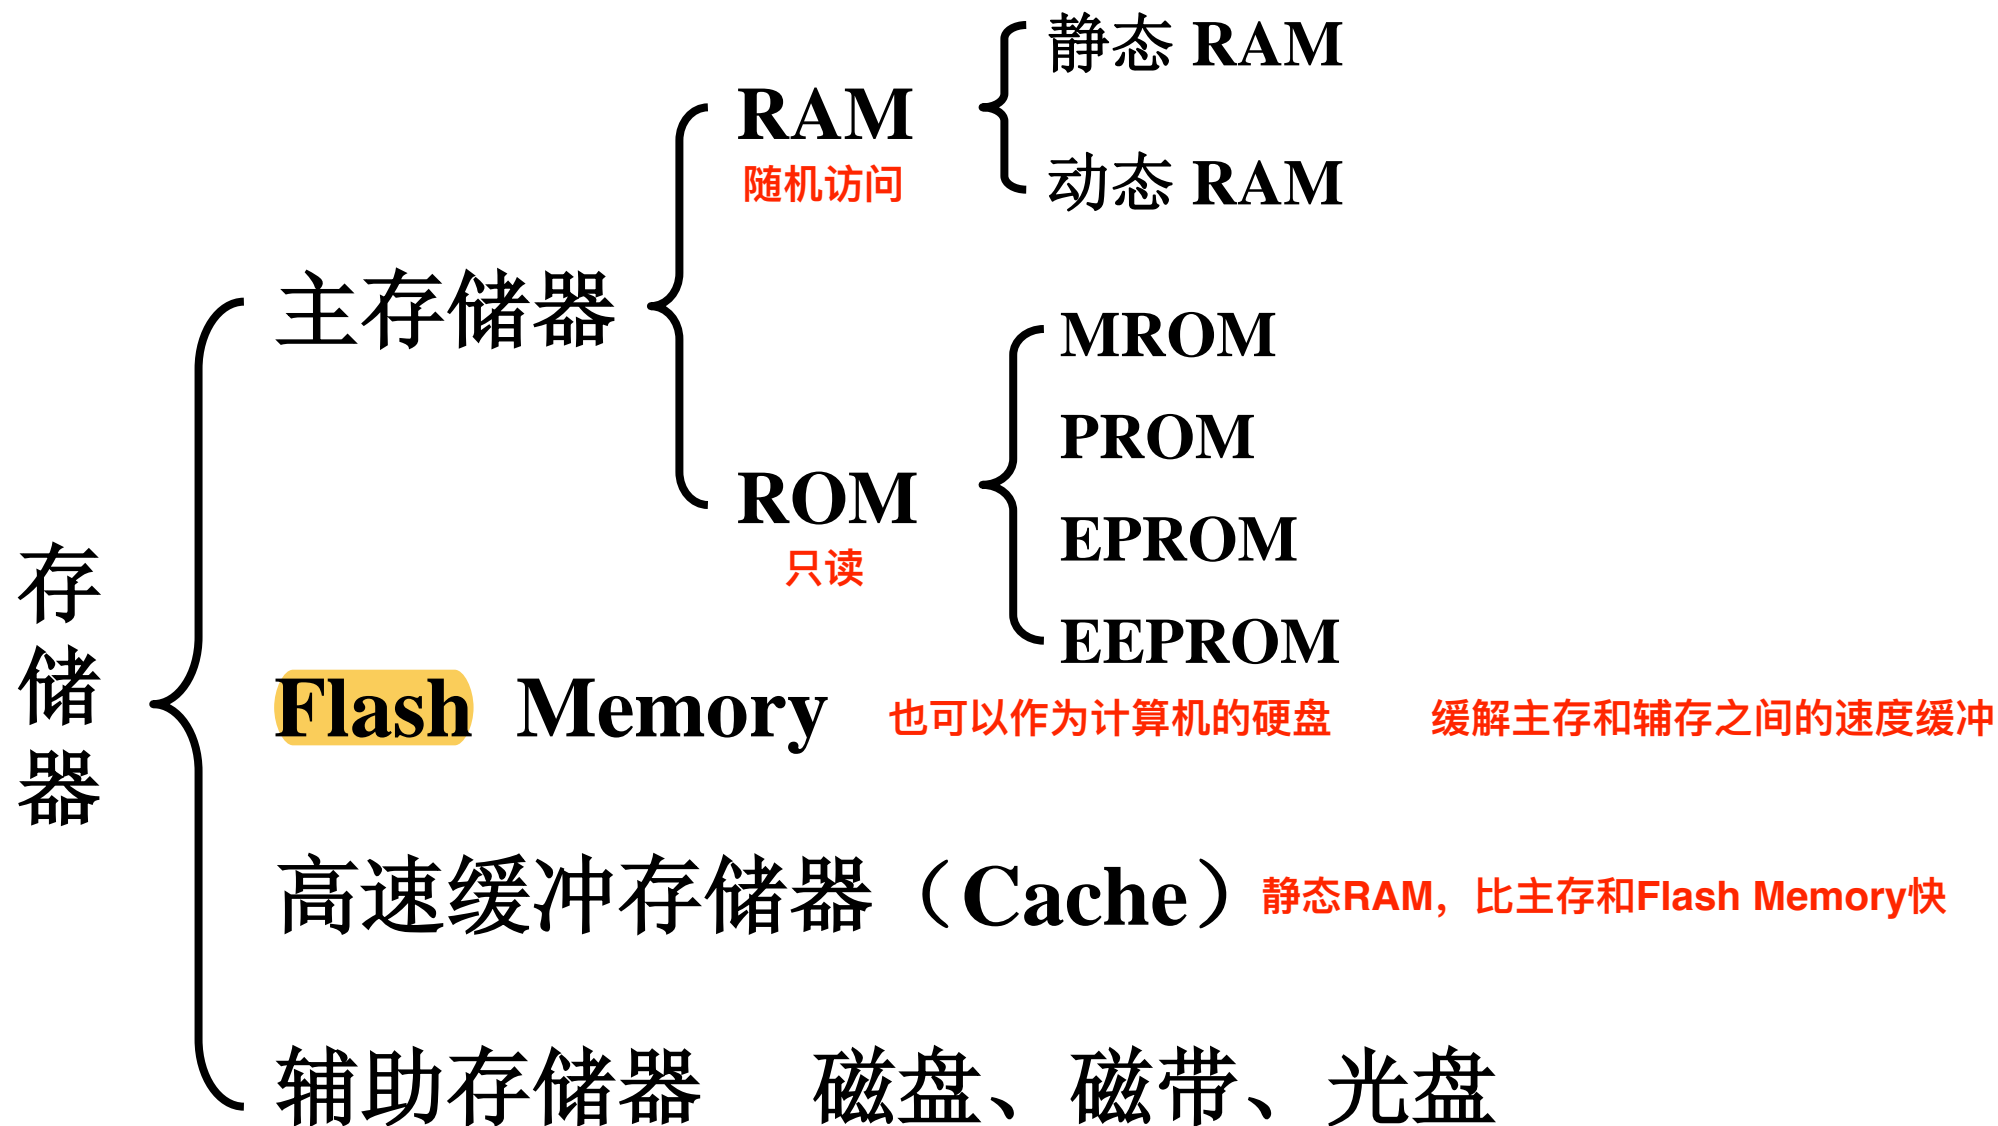 存储器
主存储器
RAM
随机访问
静态 RAM
动态 RAM
ROM
只读
MROM
PROM
EPROM
EEPROM
Flash Memory 也可以作为计算机的硬盘 缓解主存和辅存之间的速度缓冲
高速缓冲存储器（Cache）静态RAM，比主存和Flash Memory快
辅助存储器 磁盘、磁带、光盘